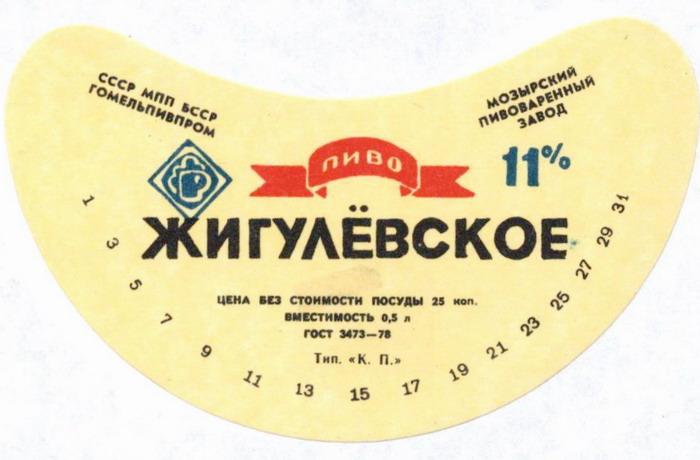 СССР МПП БССР
ГОМЕЛЬПИВПРОМ
МОЗЫРСКИЙ
ПИВОВАРЕННЫЙ
ЗАВОД
ПИВО
11%
ЖИГУЛЁВСКОЕ
ЦЕНА БЕЗ СТОИМОСТИ ПОСУДЫ 25 коп.
ВМЕСТИМОСТЬ 0,5 л
ГОСТ 3473—78
Тип. «К. П.»
1 3 5 7 9 11 13 15 17 19 21 23 25 27 29 31